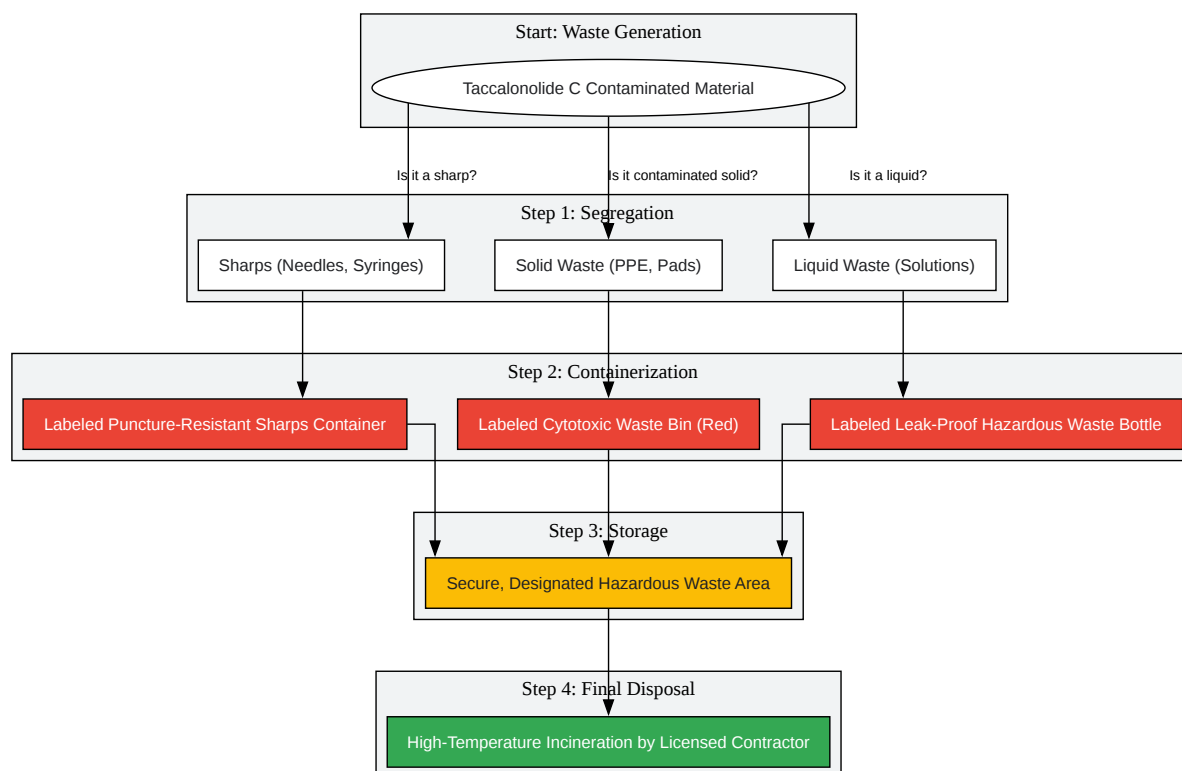 Start: Waste Generation
Taccalonolide C Contaminated Material
Is it a sharp?
Is it contaminated solid?
Is it a liquid?
Step 1: Segregation
Sharps (Needles, Syringes)
Solid Waste (PPE, Pads)
Liquid Waste (Solutions)
Step 2: Containerization
Labeled Puncture-Resistant Sharps Container
Labeled Cytotoxic Waste Bin (Red)
Labeled Leak-Proof Hazardous Waste Bottle
Step 3: Storage
Secure, Designated Hazardous Waste Area
Step 4: Final Disposal
High-Temperature Incineration by Licensed Contractor